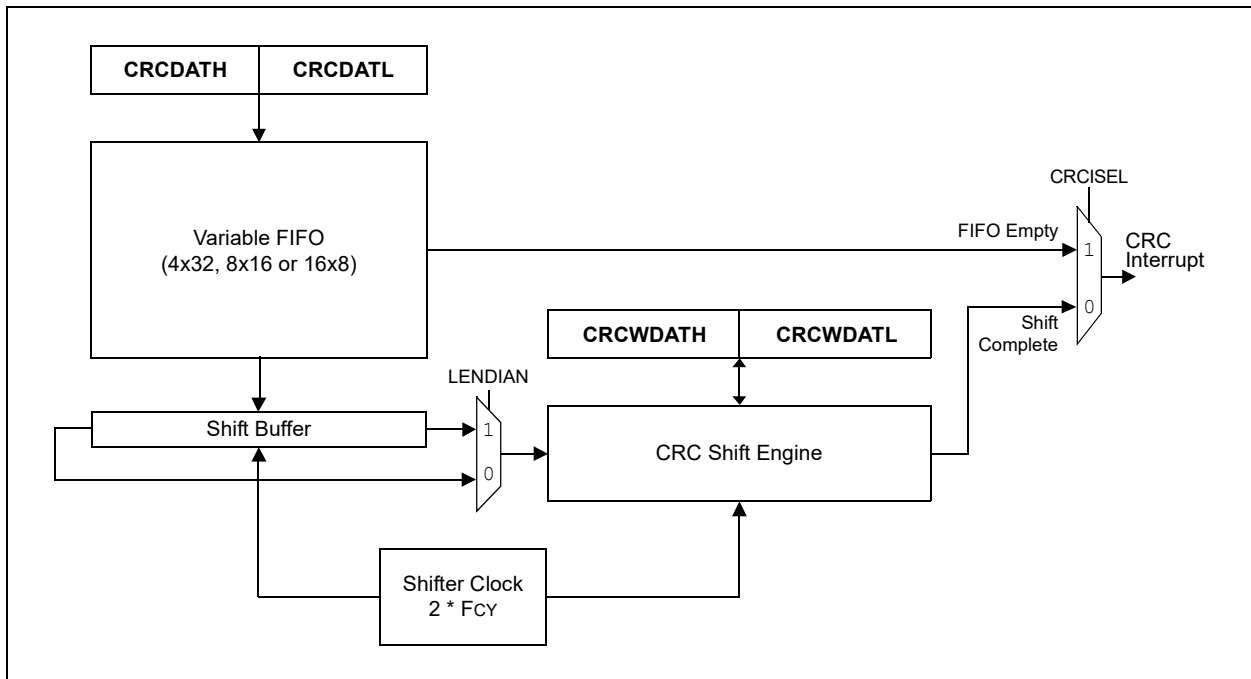 CRCDATH CRCDATL
Variable FIFO
(4x32, 8x16 or 16x8)
CRCISEL
FIFO Empty
1
CRC
Interrupt
0
Shift
Complete
CRCWDATH CRCWDATL
LENDIAN
Shift Buffer
1
0
CRC Shift Engine
Shifter Clock
2 * FCY